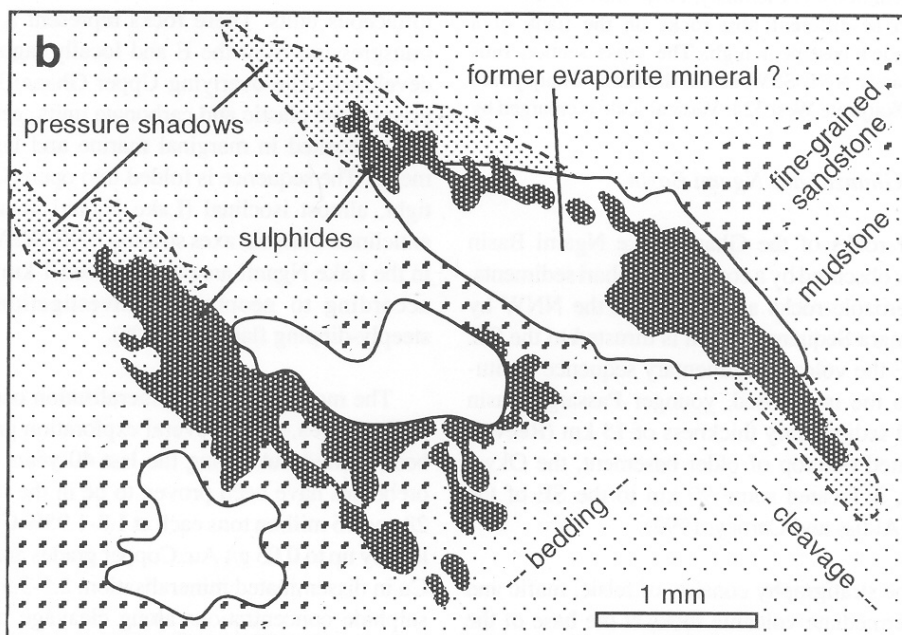 b
former evaporite mineral ?
pressure shadows
fine-grained
sandstone
sulphides
mudstone
bedding
cleavage
1 mm